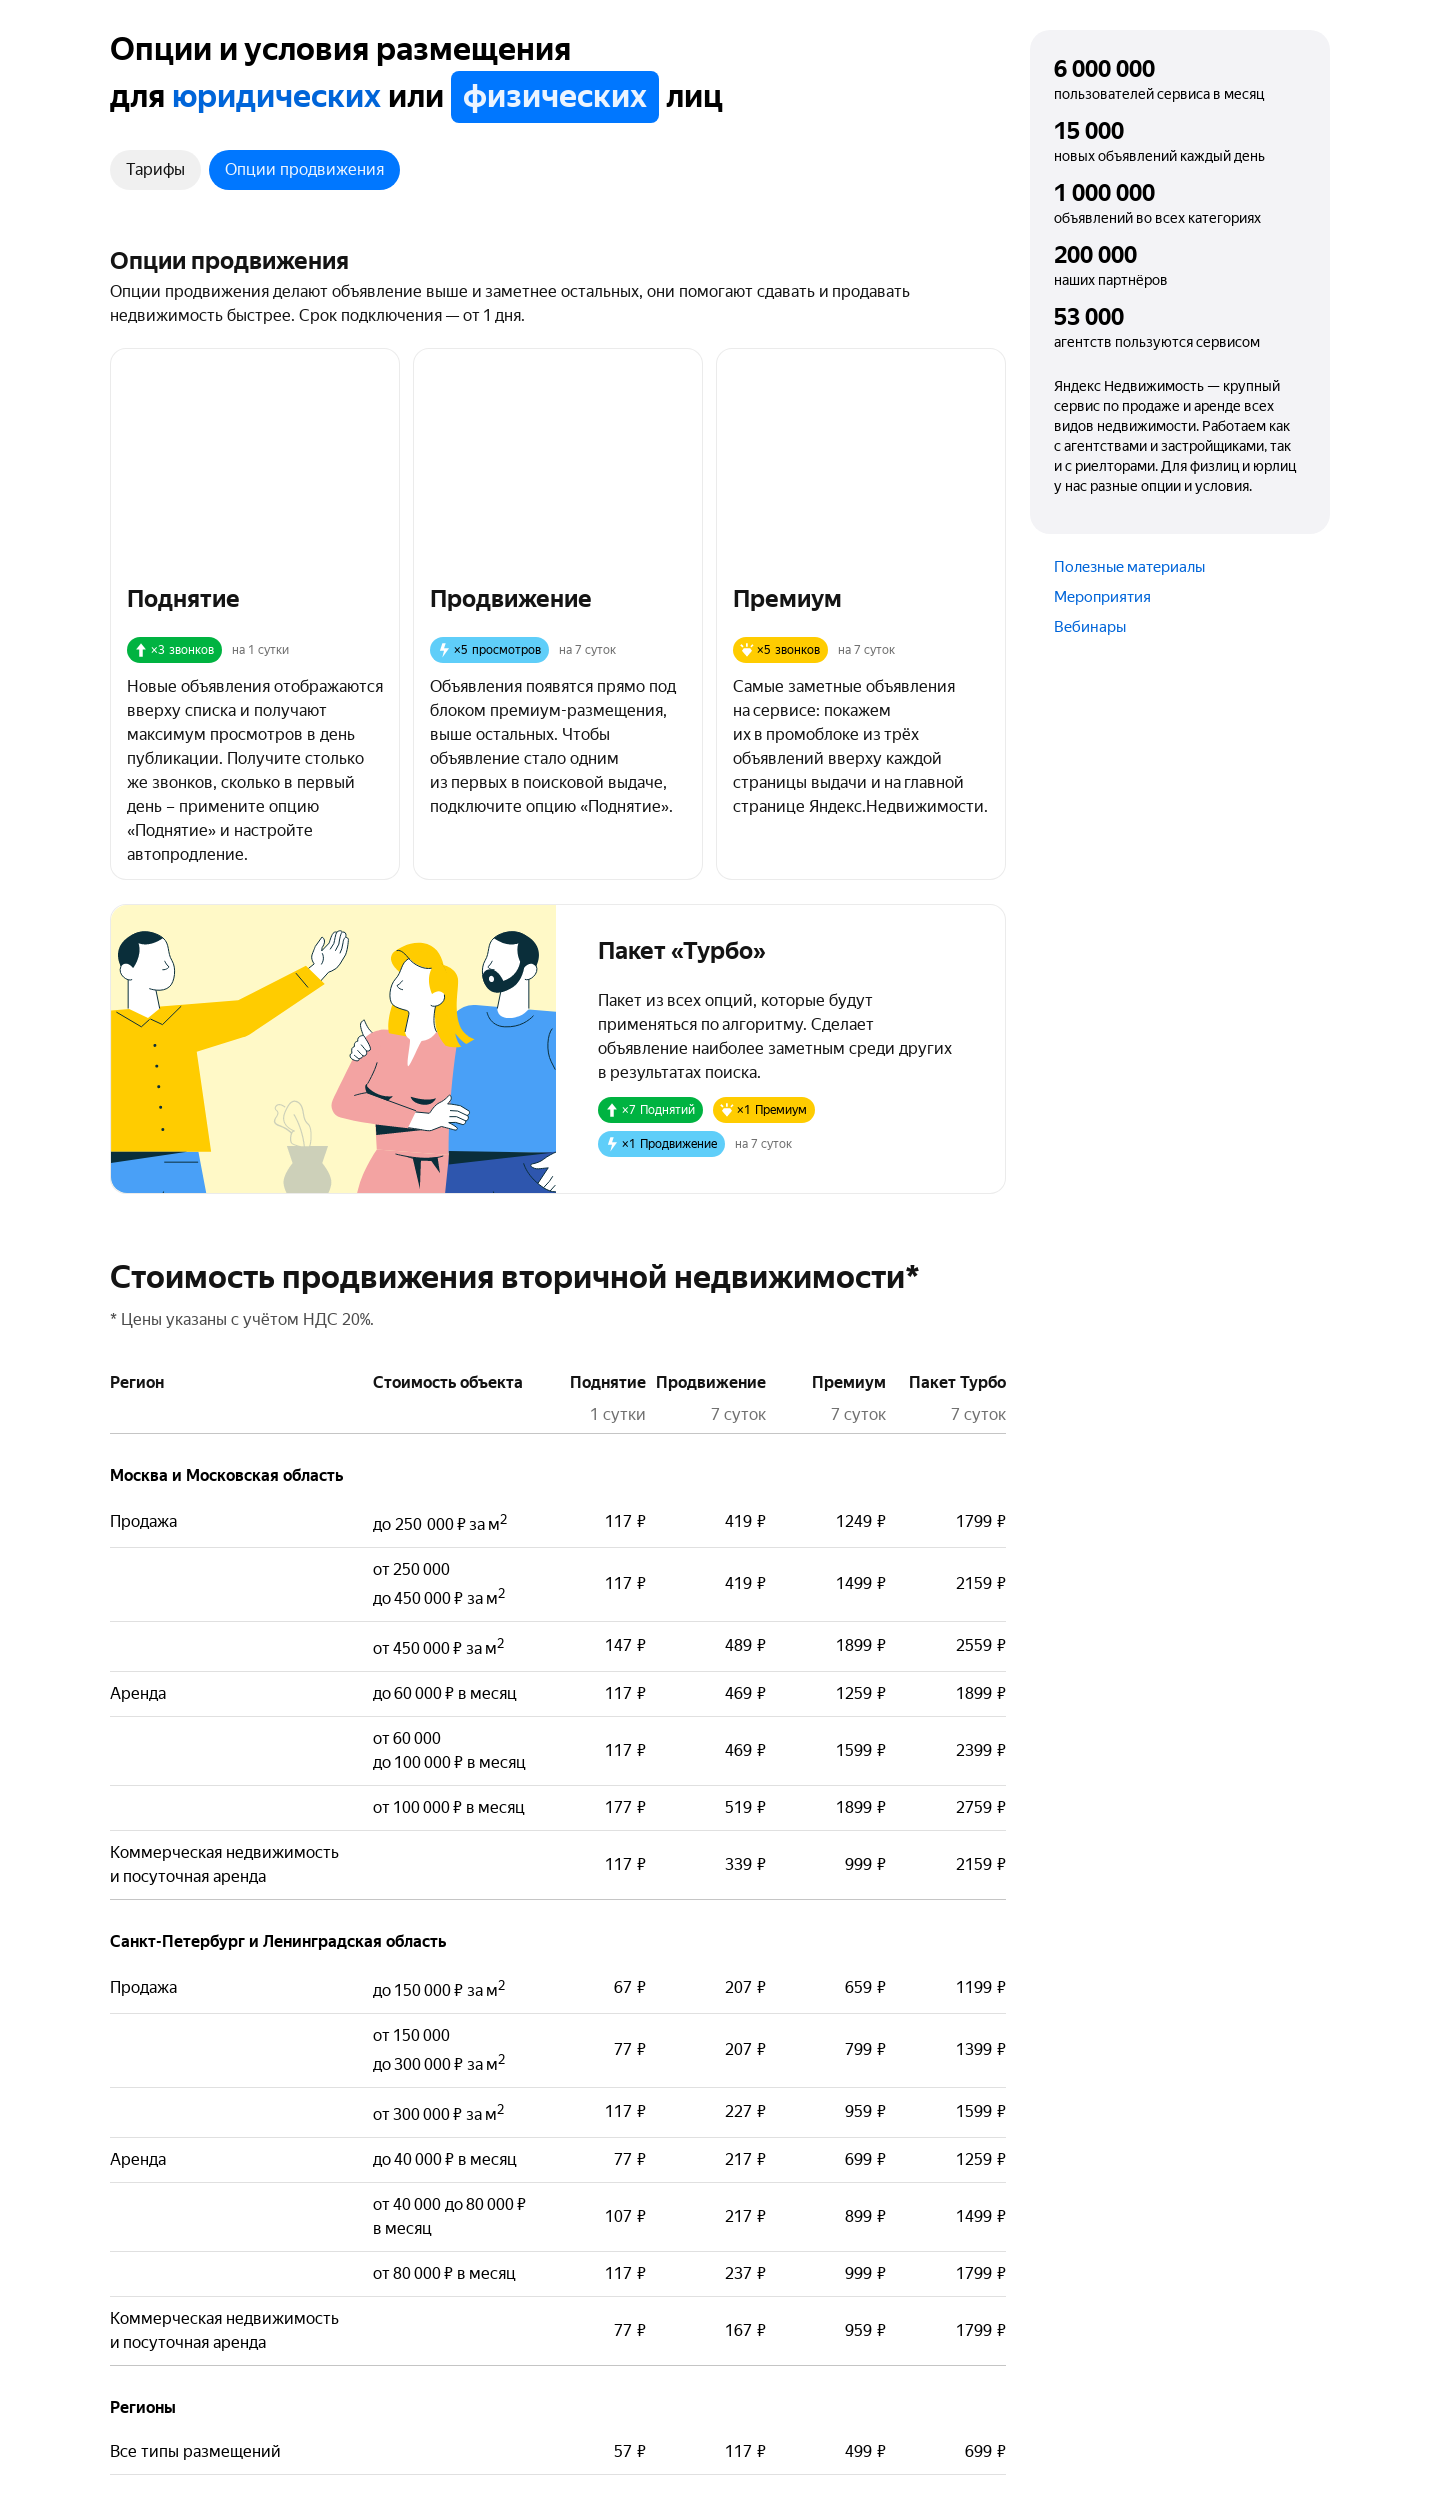 Опции и условия размещения
для юридических или физических лиц
Тарифы Опции продвижения
Опции продвижения
Опции продвижения делают объявление выше и заметнее остальных, они помогают сдавать и продавать
недвижимость быстрее. Срок подключения — от 1 дня.
Поднятие
×3 звонков на 1 сутки
Новые объявления отображаются
вверху списка и получают
максимум просмотров в день
публикации. Получите столько
же звонков, сколько в первый
день – примените опцию
«Поднятие» и настройте
автопродление.
Продвижение
×5 просмотров на 7 суток
Объявления появятся прямо под
блоком премиум-размещения,
выше остальных. Чтобы
объявление стало одним
из первых в поисковой выдаче,
подключите опцию «Поднятие».
Премиум
×5 звонков на 7 суток
Самые заметные объявления
на сервисе: покажем
их в промоблоке из трёх
объявлений вверху каждой
страницы выдачи и на главной
странице Яндекс.Недвижимости.
Пакет «Турбо»
Пакет из всех опций, которые будут
применяться по алгоритму. Сделает
объявление наиболее заметным среди других
в результатах поиска.
×7 Поднятий ×1 Премиум
×1 Продвижение на 7 суток
Стоимость продвижения вторичной недвижимости*
* Цены указаны с учётом НДС 20%.
Регион Стоимость объекта Поднятие Продвижение Премиум Пакет Турбо
1 сутки 7 суток 7 суток 7 суток
Москва и Московская область
Продажа до 250 000 ₽ за м² 117 ₽ 419 ₽ 1249 ₽ 1799 ₽
от 250 000
до 450 000 ₽ за м² 117 ₽ 419 ₽ 1499 ₽ 2159 ₽
от 450 000 ₽ за м² 147 ₽ 489 ₽ 1899 ₽ 2559 ₽
Аренда до 60 000 ₽ в месяц 117 ₽ 469 ₽ 1259 ₽ 1899 ₽
от 60 000
до 100 000 ₽ в месяц 117 ₽ 469 ₽ 1599 ₽ 2399 ₽
от 100 000 ₽ в месяц 177 ₽ 519 ₽ 1899 ₽ 2759 ₽
Коммерческая недвижимость
и посуточная аренда 117 ₽ 339 ₽ 999 ₽ 2159 ₽
Санкт-Петербург и Ленинградская область
Продажа до 150 000 ₽ за м² 67 ₽ 207 ₽ 659 ₽ 1199 ₽
от 150 000
до 300 000 ₽ за м² 77 ₽ 207 ₽ 799 ₽ 1399 ₽
от 300 000 ₽ за м² 117 ₽ 227 ₽ 959 ₽ 1599 ₽
Аренда до 40 000 ₽ в месяц 77 ₽ 217 ₽ 699 ₽ 1259 ₽
от 40 000 до 80 000 ₽
в месяц 107 ₽ 217 ₽ 899 ₽ 1499 ₽
от 80 000 ₽ в месяц 117 ₽ 237 ₽ 999 ₽ 1799 ₽
Коммерческая недвижимость
и посуточная аренда 77 ₽ 167 ₽ 959 ₽ 1799 ₽
Регионы
Все типы размещений 57 ₽ 117 ₽ 499 ₽ 699 ₽
6 000 000
пользователей сервиса в месяц
15 000
новых объявлений каждый день
1 000 000
объявлений во всех категориях
200 000
наших партнёров
53 000
агентств пользуются сервисом
Яндекс Недвижимость — крупный
сервис по продаже и аренде всех
видов недвижимости. Работаем как
с агентствами и застройщиками, так
и с риелторами. Для физлиц и юрлиц
у нас разные опции и условия.
Полезные материалы
Мероприятия
Вебинары